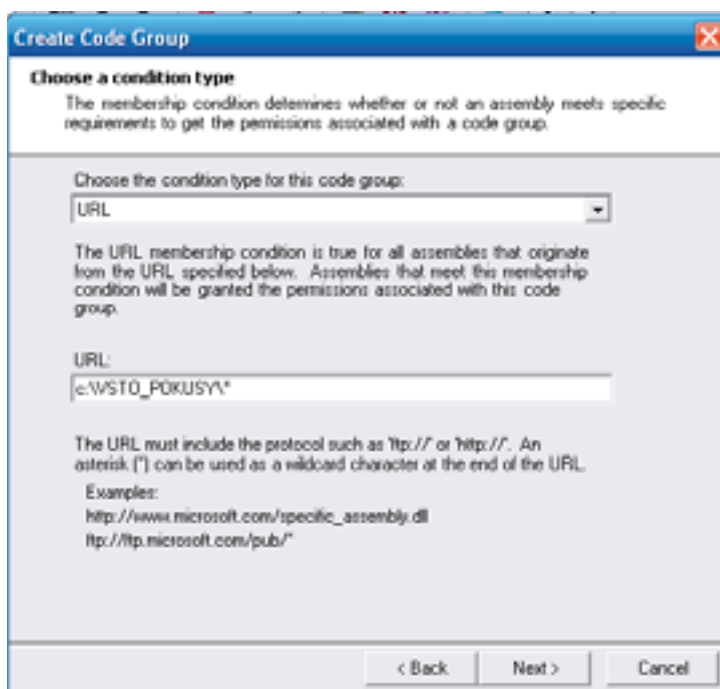 Create Code Group
Choose a condition type
The membership condition determines whether or not an assembly meets specific
requirements to get the permissions associated with a code group.
Choose the condition type for this code group:
URL
The URL membership condition is true for all assemblies that originate
from the URL specified below. Assemblies that meet this membership
condition will be granted the permissions associated with this code
group.
URL:
c:\VSTO_POKUSY\*
The URL must include the protocol such as 'ftp://' or 'http://'. An
asterisk (*) can be used as a wildcard character at the end of the URL.
Examples:
http://www.microsoft.com/specific_assembly.dll
ftp://ftp.microsoft.com/pub/*
< Back
Next >
Cancel